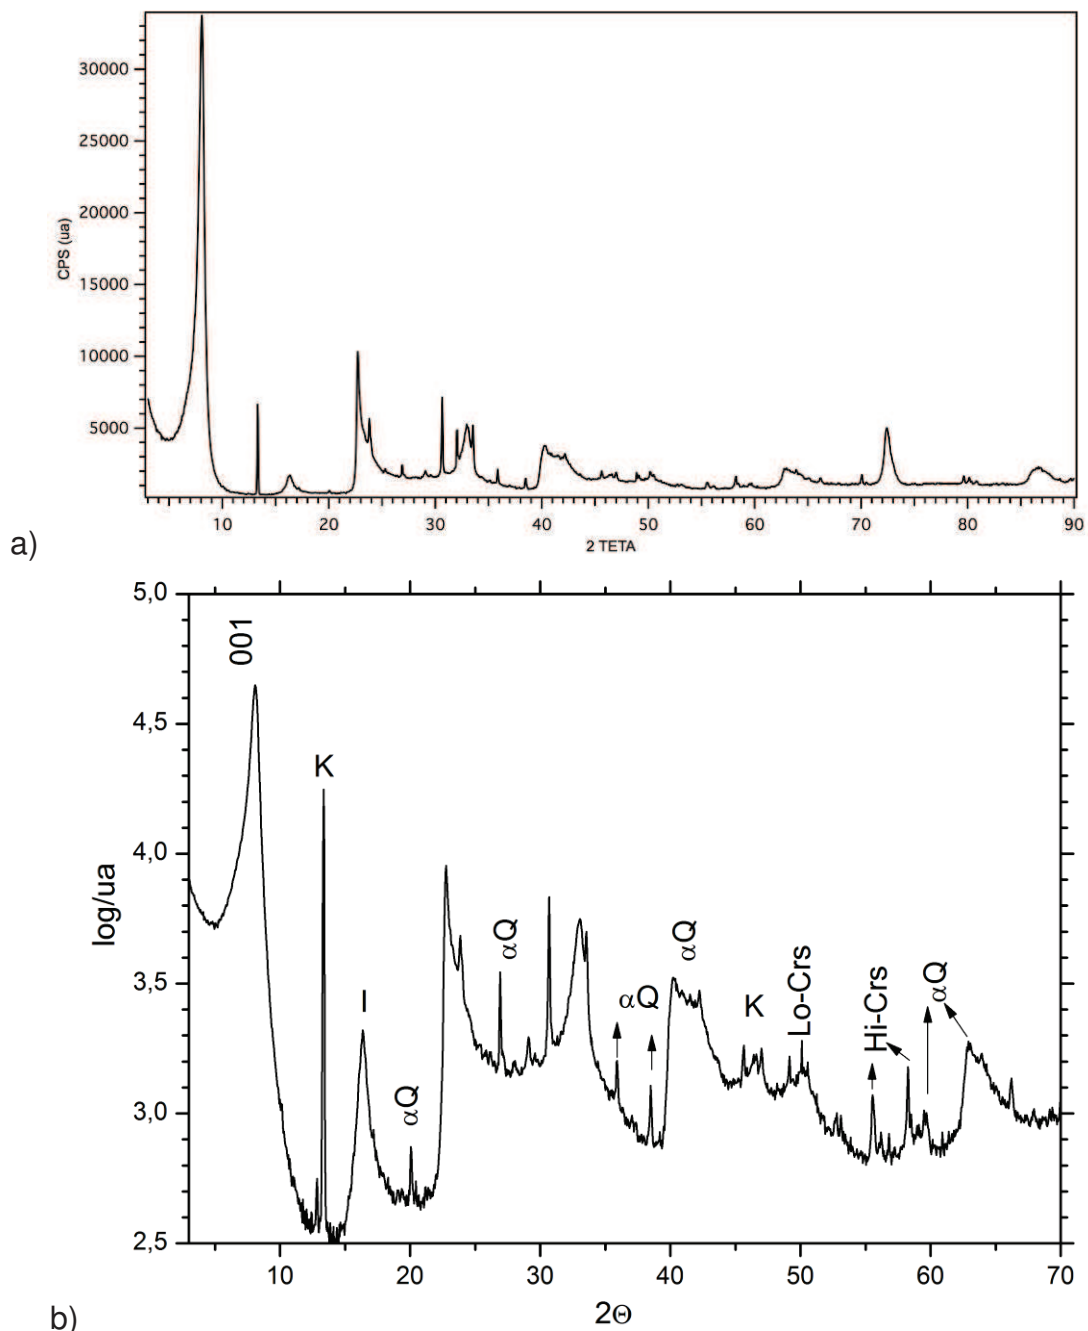 30000
25000
20000
15000
10000
5000
CPS (ua)
10 20 30 40 50 60 70 80 90
2 TETA
a)
5,0
4,5
4,0
3,5
3,0
2,5
log/ua
001
K
I
αQ
αQ
αQ
αQ
K
Lo-Crs
Hi-Crs
αQ
10 20 30 40 50 60 70
2Θ
b)